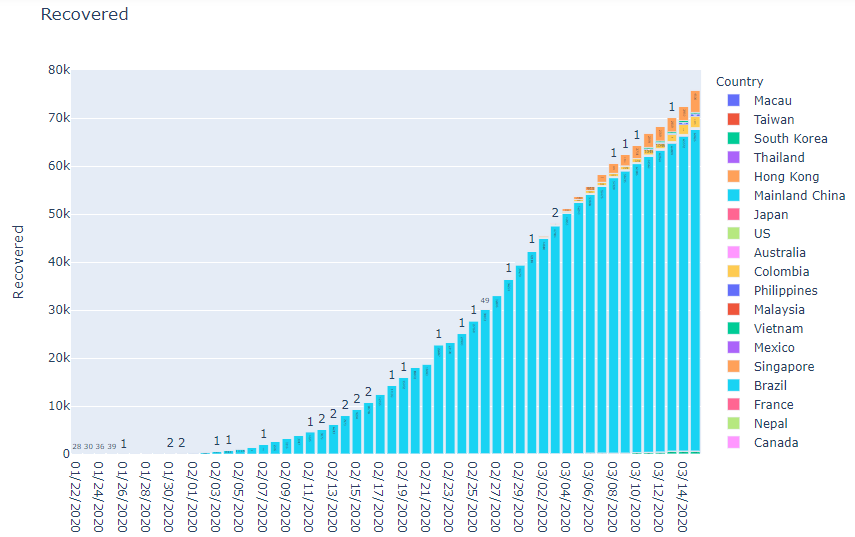 Recovered
Country
Macau
Taiwan
South Korea
Thailand
Hong Kong
Mainland China
Japan
US
Australia
Colombia
Philippines
Malaysia
Vietnam
Mexico
Singapore
Brazil
France
Nepal
Canada
Recovered
80k
70k
60k
50k
40k
30k
20k
10k
0
1
1 1 1
2
1
1
49
1
1
1
1 1
1 2 2 2 2 2
28 30 36 39 1 2 2 1 1 1
01/22/2020
01/24/2020
01/26/2020
01/28/2020
01/30/2020
02/01/2020
02/03/2020
02/05/2020
02/07/2020
02/09/2020
02/11/2020
02/13/2020
02/15/2020
02/17/2020
02/19/2020
02/21/2020
02/23/2020
02/25/2020
02/27/2020
02/29/2020
03/02/2020
03/04/2020
03/06/2020
03/08/2020
03/10/2020
03/12/2020
03/14/2020